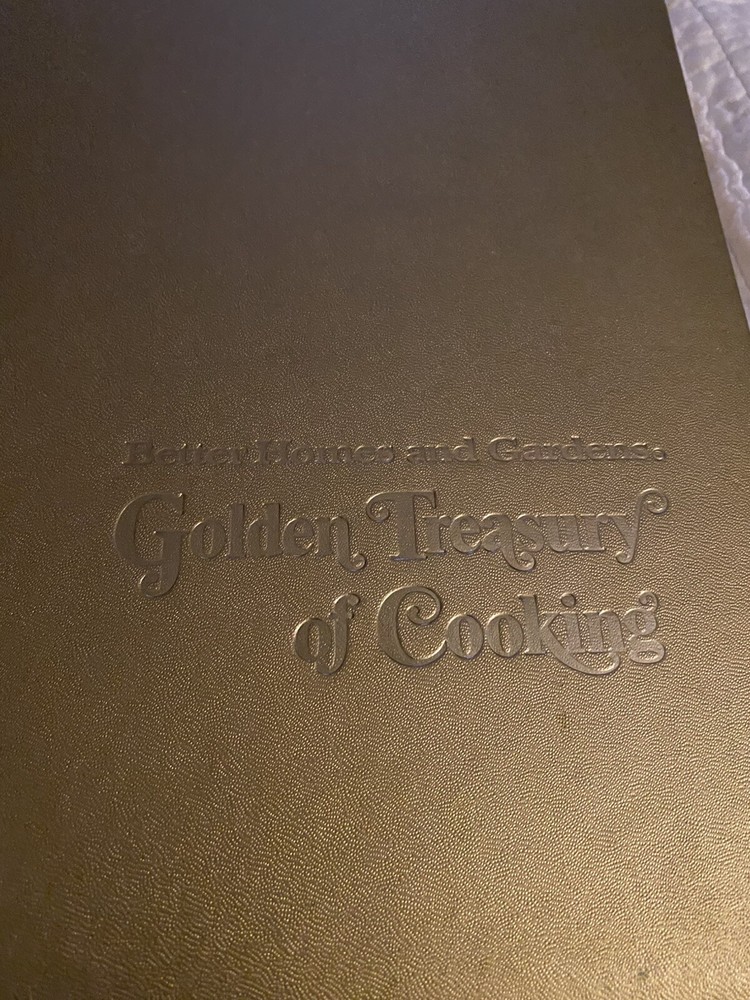 Better Homes and Gardens®
Golden Treasury
of Cooking